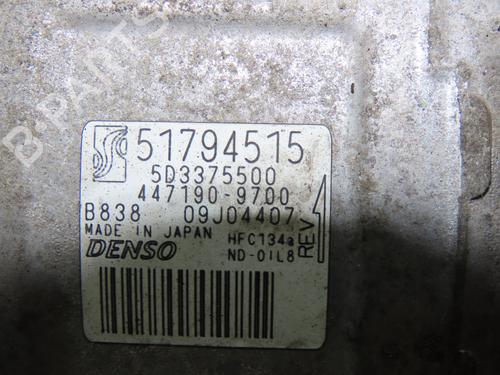 B-PARTS
51794515
5D3375500
447190-9700
B838 09J04407
MADE IN JAPAN HFC134a
DENSO ND-OIL8
REV